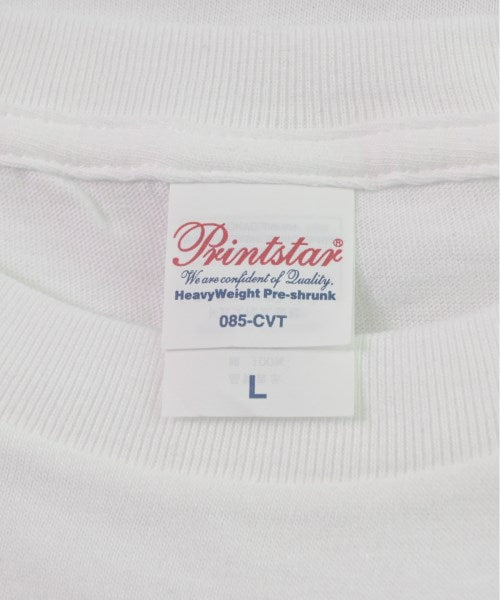 Printstar®
We are confident of Quality.
HeavyWeight Pre-shrunk
085-CVT
L